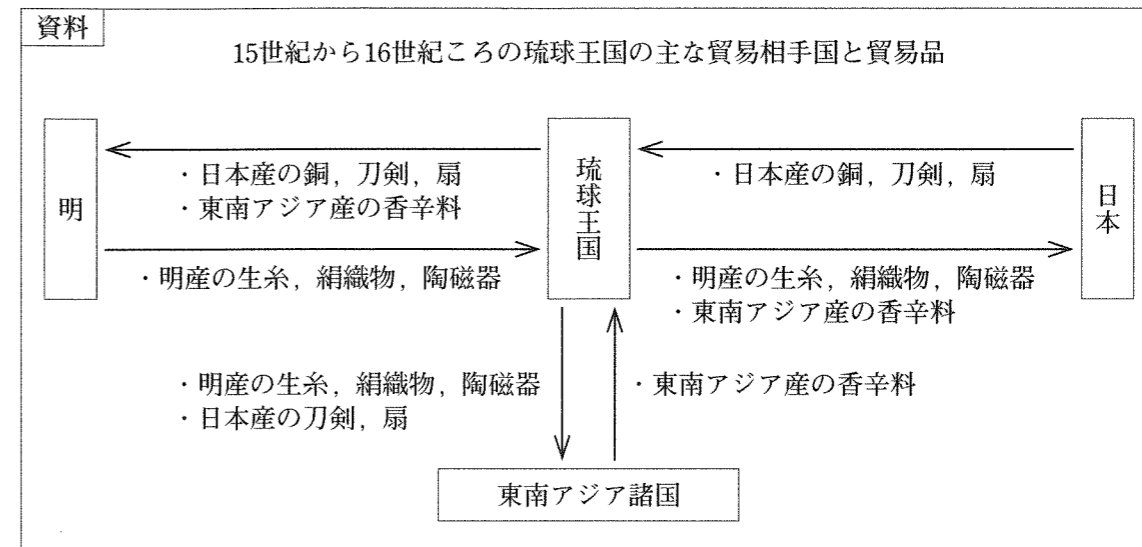 資料
15世紀から16世紀ころの琉球王国の主な貿易相手国と貿易品
明
・日本産の銅，刀剣，扇
・東南アジア産の香辛料
・明産の生糸，絹織物，陶磁器
琉球王国
・日本産の銅，刀剣，扇
・明産の生糸，絹織物，陶磁器
・東南アジア産の香辛料
日本
・明産の生糸，絹織物，陶磁器
・日本産の刀剣，扇
・東南アジア産の香辛料
東南アジア諸国